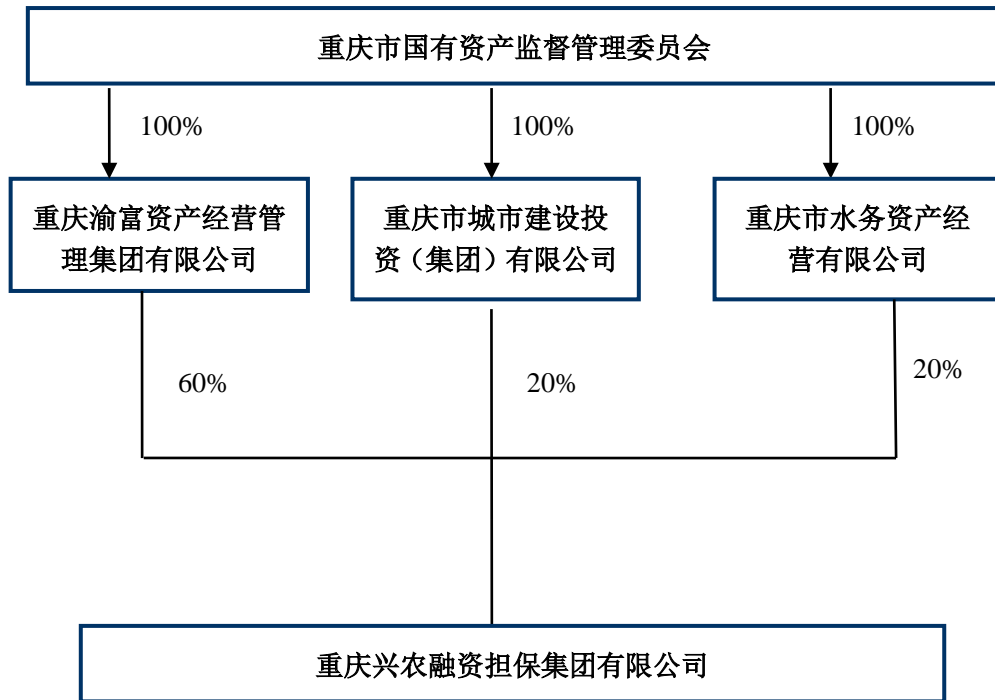 重庆市国有资产监督管理委员会
100%
100%
100%
重庆渝富资产经营管
理集团有限公司
重庆市城市建设投
资（集团）有限公司
重庆市水务资产经
营有限公司
60%
20%
20%
重庆兴农融资担保集团有限公司